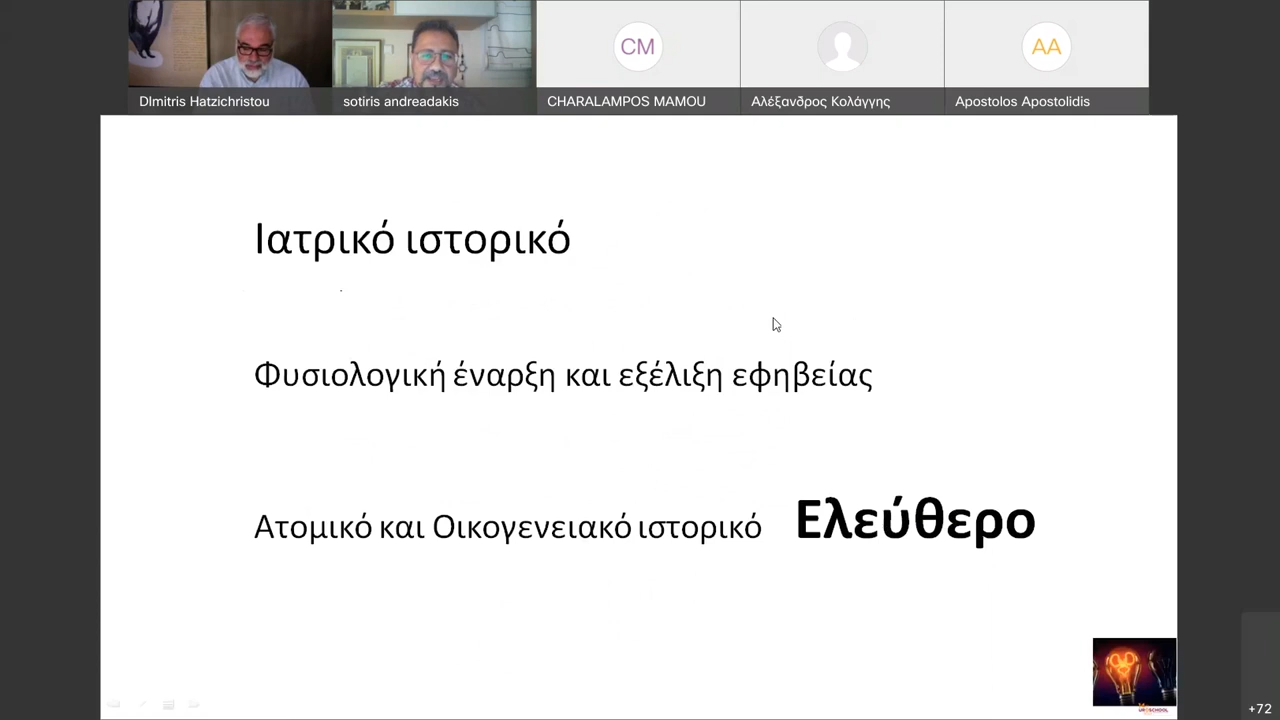 DImitris Hatzichristou
sotiris andreadakis
CM
CHARALAMPOS MAMOU
Αλέξανδρος Κολάγγης
AA
Apostolos Apostolidis
Ιατρικό ιστορικό
Φυσιολογική έναρξη και εξέλιξη εφηβείας
Ατομικό και Οικογενειακό ιστορικό Ελεύθερο
+72